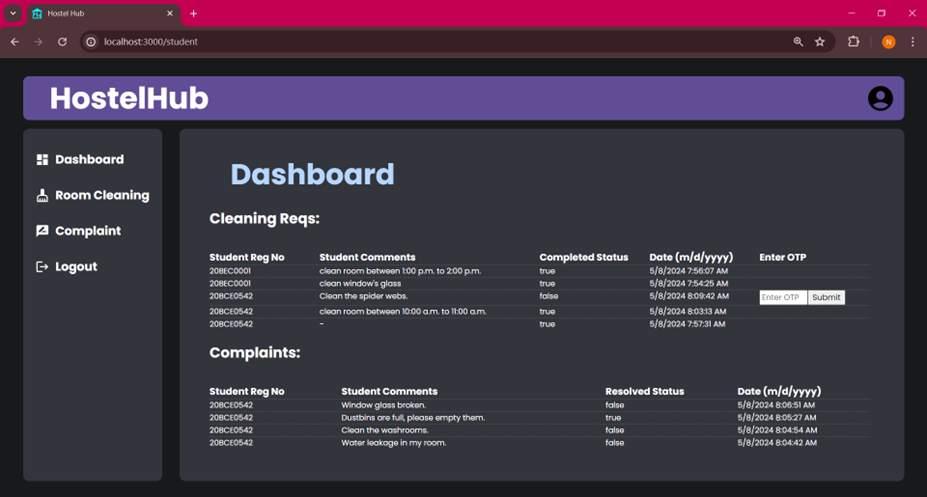 Hostel Hub
localhost:3000/student
N
HostelHub
Dashboard
Room Cleaning
Complaint
Logout
Dashboard
Cleaning Reqs:
Student Reg No Student Comments Completed Status Date (m/d/yyyy) Enter OTP
20BEC0001 clean room between 1:00 p.m. to 2:00 p.m. true 5/8/2024 7:56:07 AM
20BEC0001 clean window's glass true 5/8/2024 7:54:25 AM
20BCE0542 Clean the spider webs. false 5/8/2024 8:09:42 AM Enter OTP Submit
20BCE0542 clean room between 10:00 a.m. to 11:00 a.m. true 5/8/2024 8:03:13 AM
20BCE0542 - true 5/8/2024 7:57:31 AM
Complaints:
Student Reg No Student Comments Resolved Status Date (m/d/yyyy)
20BCE0542 Window glass broken. false 5/8/2024 8:06:51 AM
20BCE0542 Dustbins are full, please empty them. true 5/8/2024 8:05:27 AM
20BCE0542 Clean the washrooms. false 5/8/2024 8:04:54 AM
20BCE0542 Water leakage in my room. false 5/8/2024 8:04:42 AM